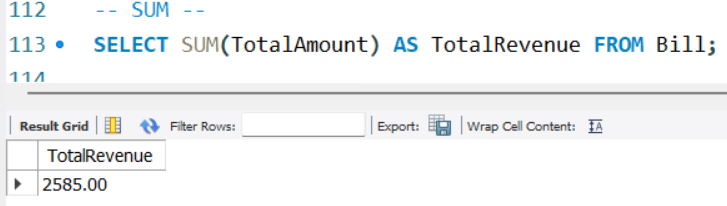 112 -- SUM --
113 SELECT SUM(TotalAmount) AS TotalRevenue FROM Bill;
114
Result Grid Filter Rows: Export: Wrap Cell Content: IA
TotalRevenue
2585.00